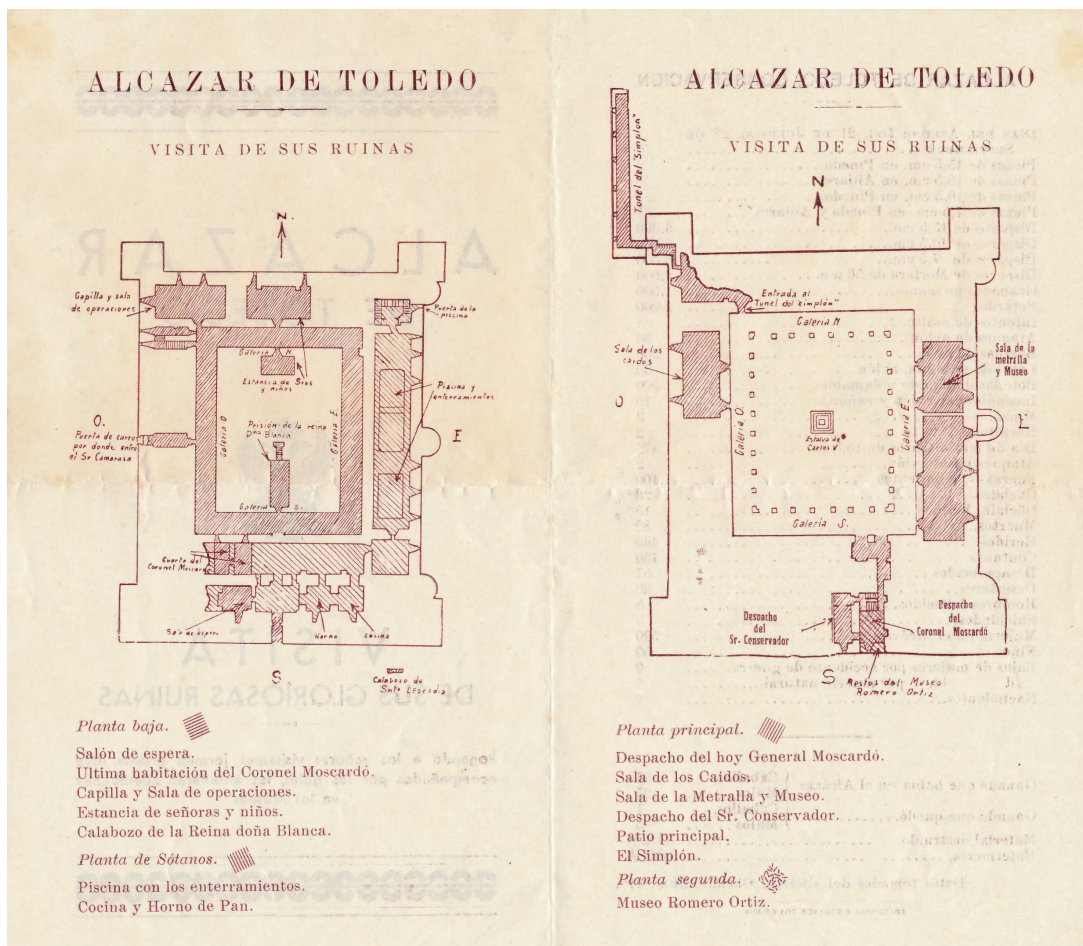 ALCAZAR DE TOLEDO
VISITA DE SUS RUINAS
N.
Capilla y sala
de operaciones
Puerta de la
piscina
Galeria N.
Estancia de Sras
y niños
Piscina y
enterramientos
O.
Puerta de carros
por donde entró
el Sr Camarasa
Galeria O.
Prisión de la reina
Dña Blanca
Galeria E.
E
Galeria S.
Cuarto del
Coronel Moscardó
Horno
Cocina
S.
Calabozo de
Snta Leocadia
Planta baja.
Salón de espera.
Ultima habitación del Coronel Moscardó.
Capilla y Sala de operaciones.
Estancia de señoras y niños.
Calabozo de la Reina doña Blanca.
Planta de Sótanos.
Piscina con los enterramientos.
Cocina y Horno de Pan.
ALCAZAR DE TOLEDO
VISITA DE SUS RUINAS
Tunel del "Simplón"
N
Entrada al
Tunel del "simplón"
Galeria N.
Sala de los
caidos
Sala de la
metralla
y Museo
O
Galeria O.
Estatua de
Carlos V
Galeria E.
E
Galeria S.
Despacho
del
Sr. Conservador
Despacho
del
Coronel Moscardó
S
Restos del Museo
Romero Ortiz
Planta principal.
Despacho del hoy General Moscardó.
Sala de los Caidos.
Sala de la Metralla y Museo.
Despacho del Sr. Conservador.
Patio principal.
El Simplón.
Planta segunda.
Museo Romero Ortiz.